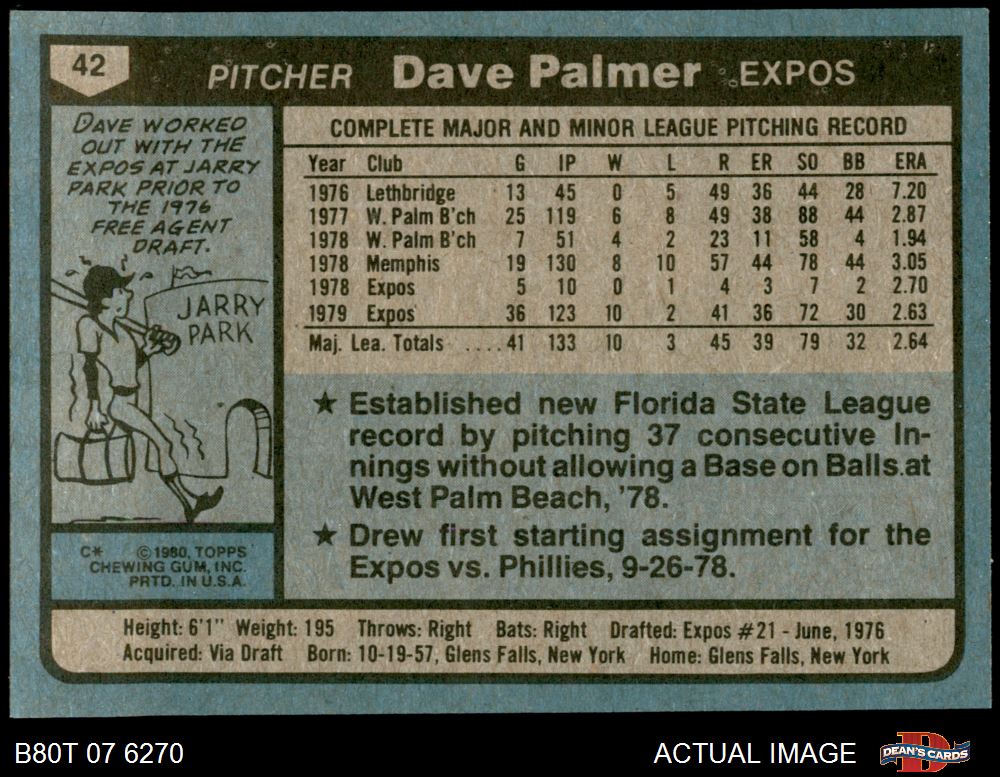 42
PITCHER Dave Palmer EXPOS
DAVE WORKED
OUT WITH THE
EXPOS AT JARRY
PARK PRIOR TO
THE 1976
FREE AGENT
DRAFT.
JARRY
PARK
C* © 1980, TOPPS
CHEWING GUM, INC.
PRTD. IN U.S.A.
COMPLETE MAJOR AND MINOR LEAGUE PITCHING RECORD
Year Club G IP W L R ER SO BB ERA
1976 Lethbridge 13 45 0 5 49 36 44 28 7.20
1977 W. Palm B'ch 25 119 6 8 49 38 88 44 2.87
1978 W. Palm B'ch 7 51 4 2 23 11 58 4 1.94
1978 Memphis 19 130 8 10 57 44 78 44 3.05
1978 Expos 5 10 0 1 4 3 7 2 2.70
1979 Expos 36 123 10 2 41 36 72 30 2.63
Maj. Lea. Totals ....41 133 10 3 45 39 79 32 2.64
★ Established new Florida State League
record by pitching 37 consecutive In-
nings without allowing a Base on Balls.at
West Palm Beach, '78.
★ Drew first starting assignment for the
Expos vs. Phillies, 9-26-78.
Height: 6'1" Weight: 195 Throws: Right Bats: Right Drafted: Expos #21 - June, 1976
Acquired: Via Draft Born: 10-19-57, Glens Falls, New York Home: Glens Falls, New York
B80T 07 6270 ACTUAL IMAGE DEAN'S CARDS